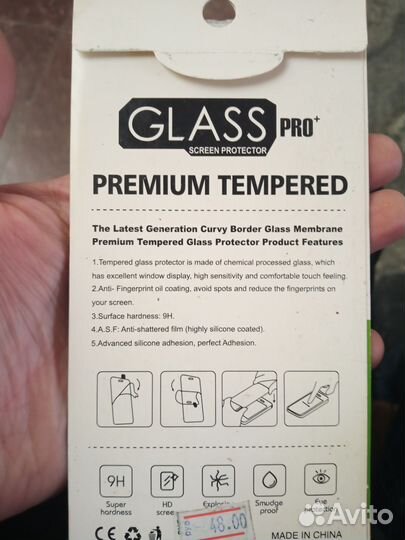 GLASS PRO+
SCREEN PROTECTOR
PREMIUM TEMPERED
The Latest Generation Curvy Border Glass Membrane
Premium Tempered Glass Protector Product Features
1.Tempered glass protector is made of chemical processed glass, which
has excellent window display, high sensitivity and comfortable touch feeling.
2.Anti- Fingerprint oil coating, avoid spots and reduce the fingerprints on
your screen.
3.Surface hardness: 9H.
4.A.S.F: Anti-shattered film (highly silicone coated).
5.Advanced silicone adhesion, perfect Adhesion.
9H
Super hardness
HD
Smudge proof
Eye
48.00
CE
MADE IN CHINA
Avito